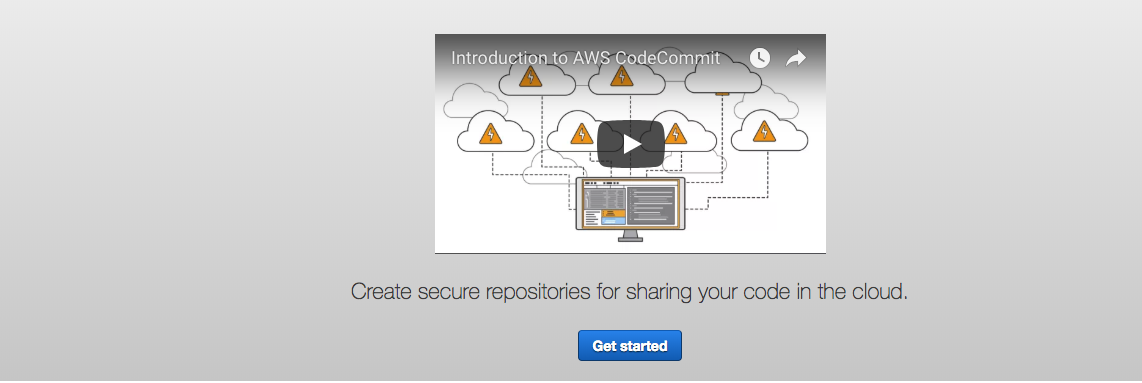 Introduction to AWS CodeCommit
Create secure repositories for sharing your code in the cloud.
Get started